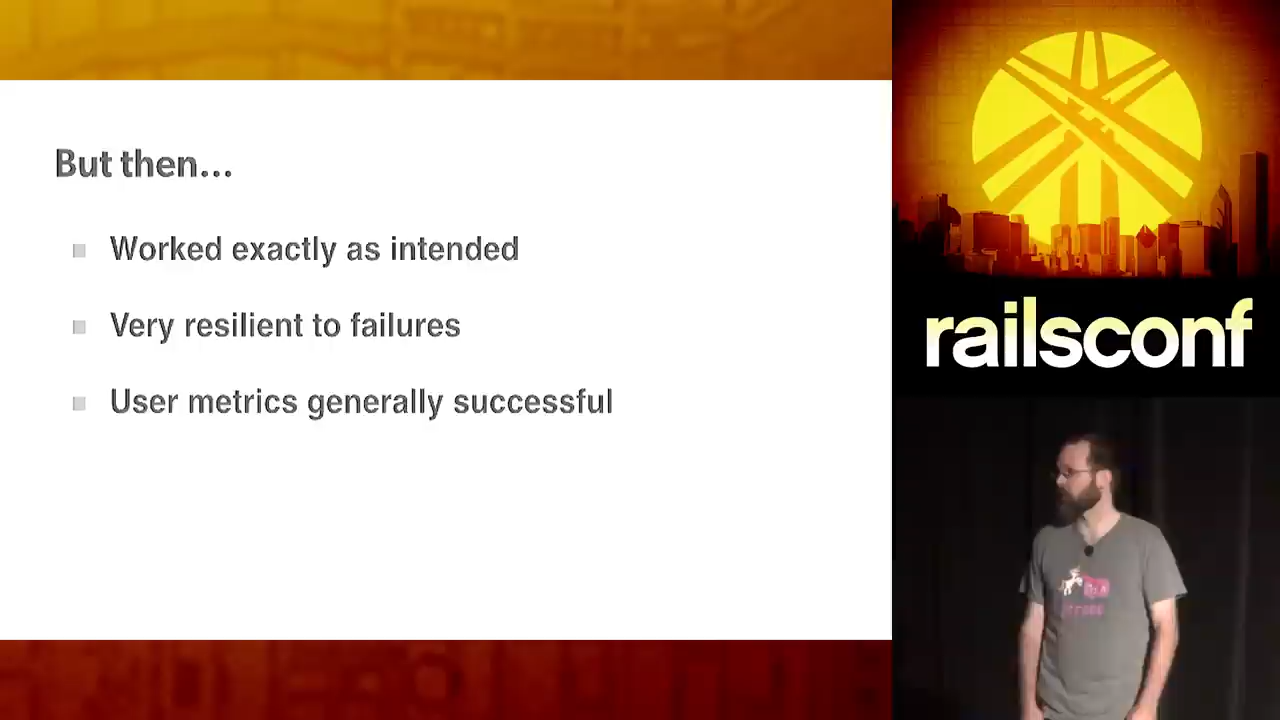 But then...
Worked exactly as intended
Very resilient to failures
User metrics generally successful
railsconf